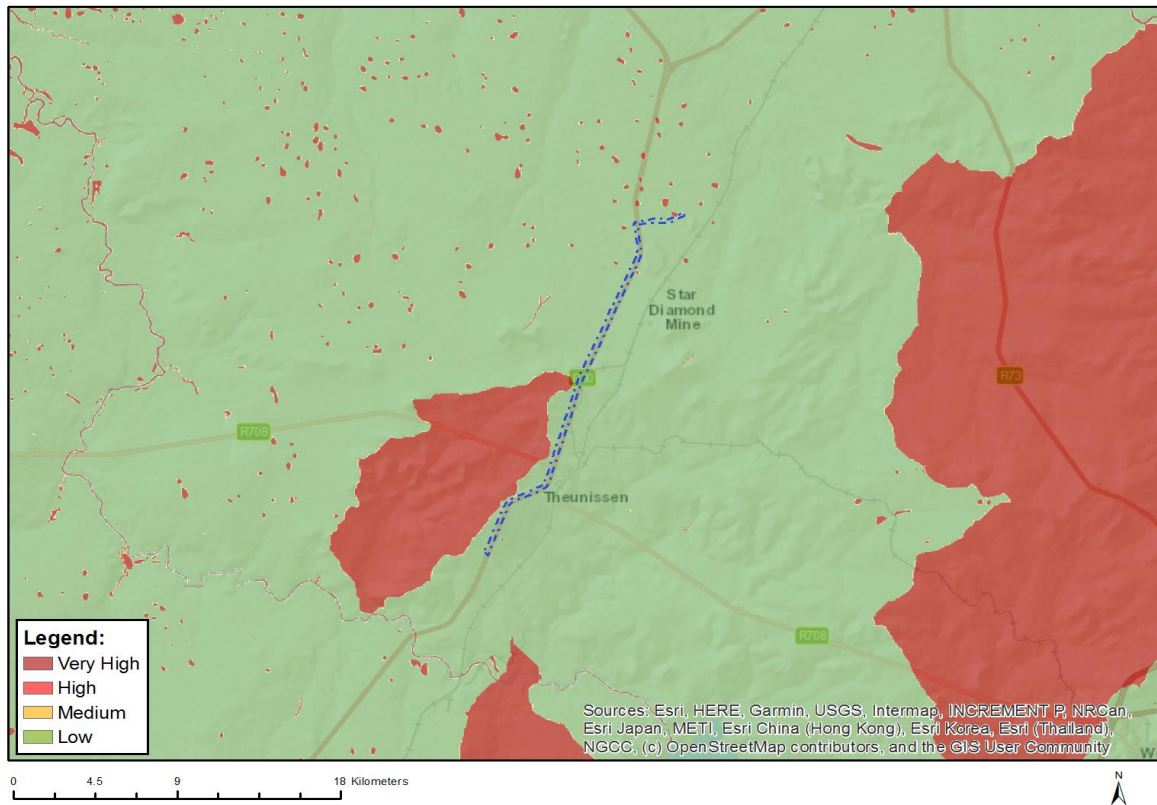 Star
Diamond
Mine
R73
R708
Theunissen
R708
Legend:
Very High
High
Medium
Low
Sources: Esri, HERE, Garmin, USGS, Intermap, INCREMENT P, NRCan,
Esri Japan, METI, Esri China (Hong Kong), Esri Korea, Esri (Thailand),
NGCC, (c) OpenStreetMap contributors, and the GIS User Community
W
0 4.5 9 18 Kilometers
N